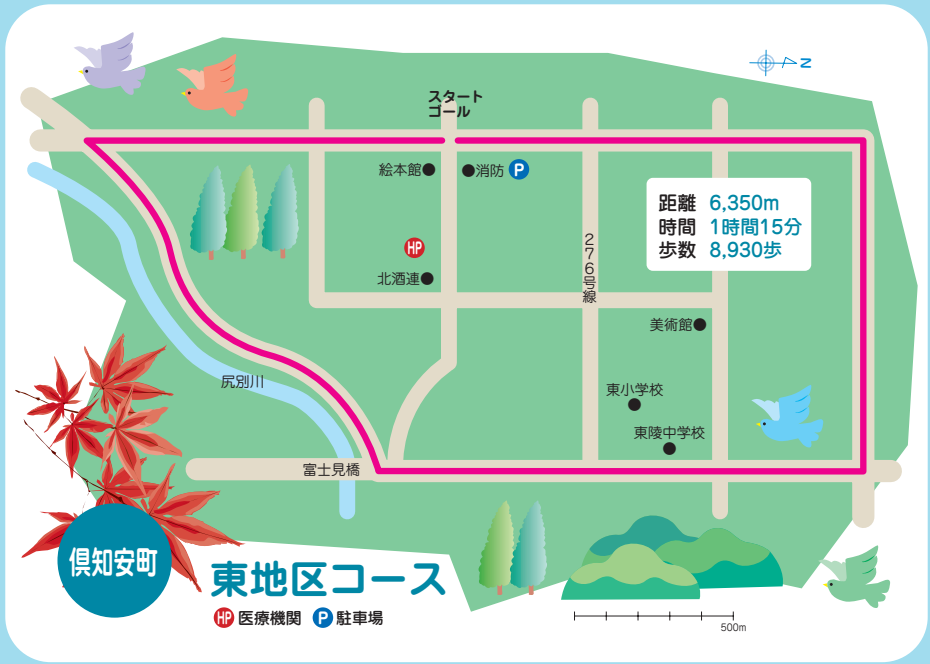 N
スタート
ゴール
絵本館
消防
P
距離 6,350m
時間 1時間15分
歩数 8,930歩
HP
276号線
北酒連
美術館
尻別川
東小学校
東陵中学校
富士見橋
倶知安町
東地区コース
HP 医療機関 P 駐車場
500m